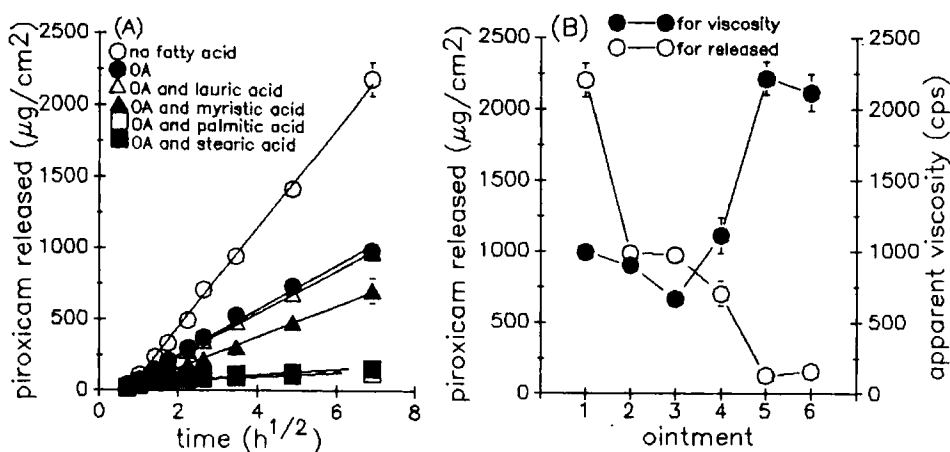 (A)
no fatty acid
OA
OA and lauric acid
OA and myristic acid
OA and palmitic acid
OA and stearic acid
piroxicam released (μg/cm2)
2500
2000
1500
1000
500
0
0 2 4 6 8
time (h1/2)
(B)
for viscosity
for released
piroxicam released (μg/cm2)
2500
2000
1500
1000
500
0
1 2 3 4 5 6
ointment
2500
2000
1500
1000
500
0
apparent viscosity (cps)